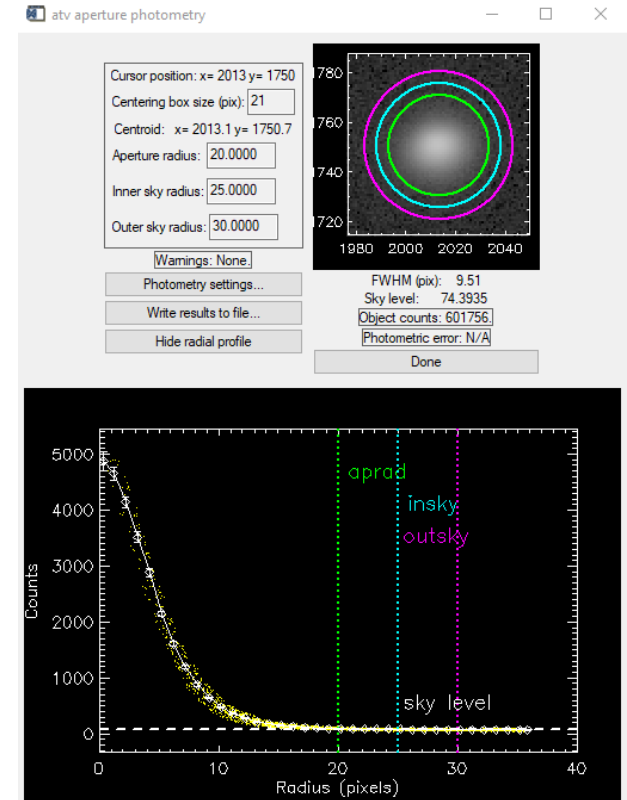 atv aperture photometry
Cursor position: x= 2013 y= 1750
Centering box size (pix): 21
Centroid: x= 2013.1 y= 1750.7
Aperture radius: 20.0000
Inner sky radius: 25.0000
Outer sky radius: 30.0000
Warnings: None.
Photometry settings...
Write results to file...
Hide radial profile
1780
1760
1740
1720
1980 2000 2020 2040
FWHM (pix): 9.51
Sky level: 74.3935
Object counts: 601756.
Photometric error: N/A
Done
5000
4000
3000
2000
1000
0
Counts
aprad
insky
outsky
sky level
0 10 20 30 40
Radius (pixels)